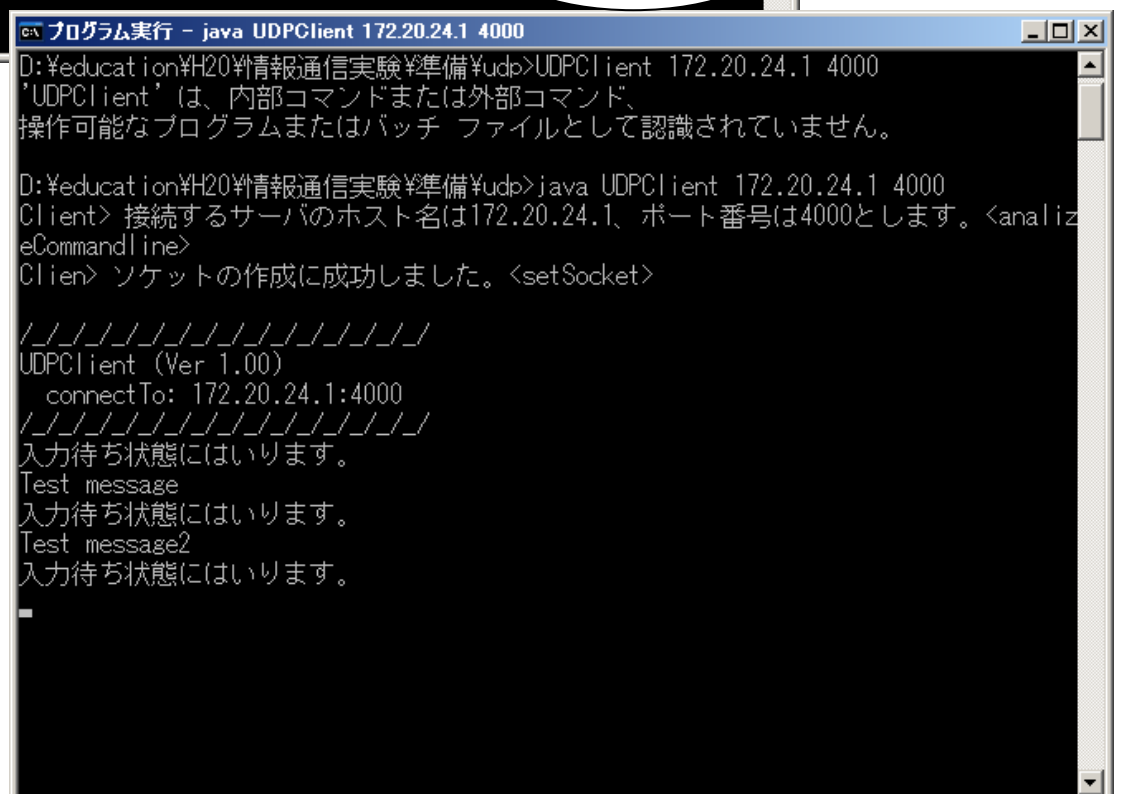 プログラム実行 - java UDPClient 172.20.24.1 4000
D:¥education¥H20¥情報通信実験¥準備¥udp>UDPClient 172.20.24.1 4000
'UDPClient' は、内部コマンドまたは外部コマンド、
操作可能なプログラムまたはバッチ ファイルとして認識されていません。
D:¥education¥H20¥情報通信実験¥準備¥udp>java UDPClient 172.20.24.1 4000
Client> 接続するサーバのホスト名は172.20.24.1、ポート番号は4000とします。<analiz
eCommandline>
Clien> ソケットの作成に成功しました。<setSocket>
/_/_/_/_/_/_/_/_/_/_/_/_/_/_/_/_/
UDPClient (Ver 1.00)
connectTo: 172.20.24.1:4000
/_/_/_/_/_/_/_/_/_/_/_/_/_/_/_/_/
入力待ち状態にはいります。
Test message
入力待ち状態にはいります。
Test message2
入力待ち状態にはいります。